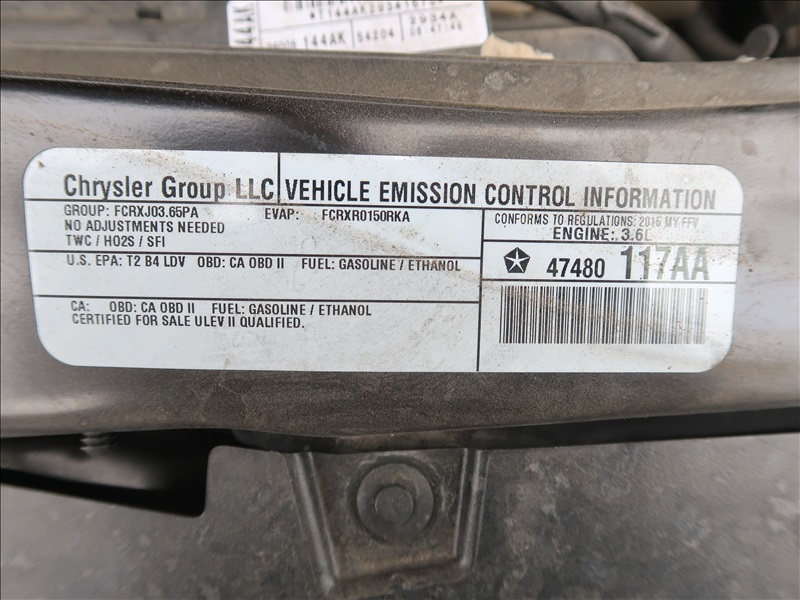 144AK 54804 2954A
Chrysler Group LLC VEHICLE EMISSION CONTROL INFORMATION
GROUP: FCRXJ03.65PA EVAP: FCRXR0150RKA
NO ADJUSTMENTS NEEDED
TWC / HO2S / SFI
CONFORMS TO REGULATIONS: 2015 MY FFV
ENGINE: 3.6L
U.S. EPA: T2 B4 LDV OBD: CA OBD II FUEL: GASOLINE / ETHANOL
47480 117AA
CA: OBD: CA OBD II FUEL: GASOLINE / ETHANOL
CERTIFIED FOR SALE ULEV II QUALIFIED.